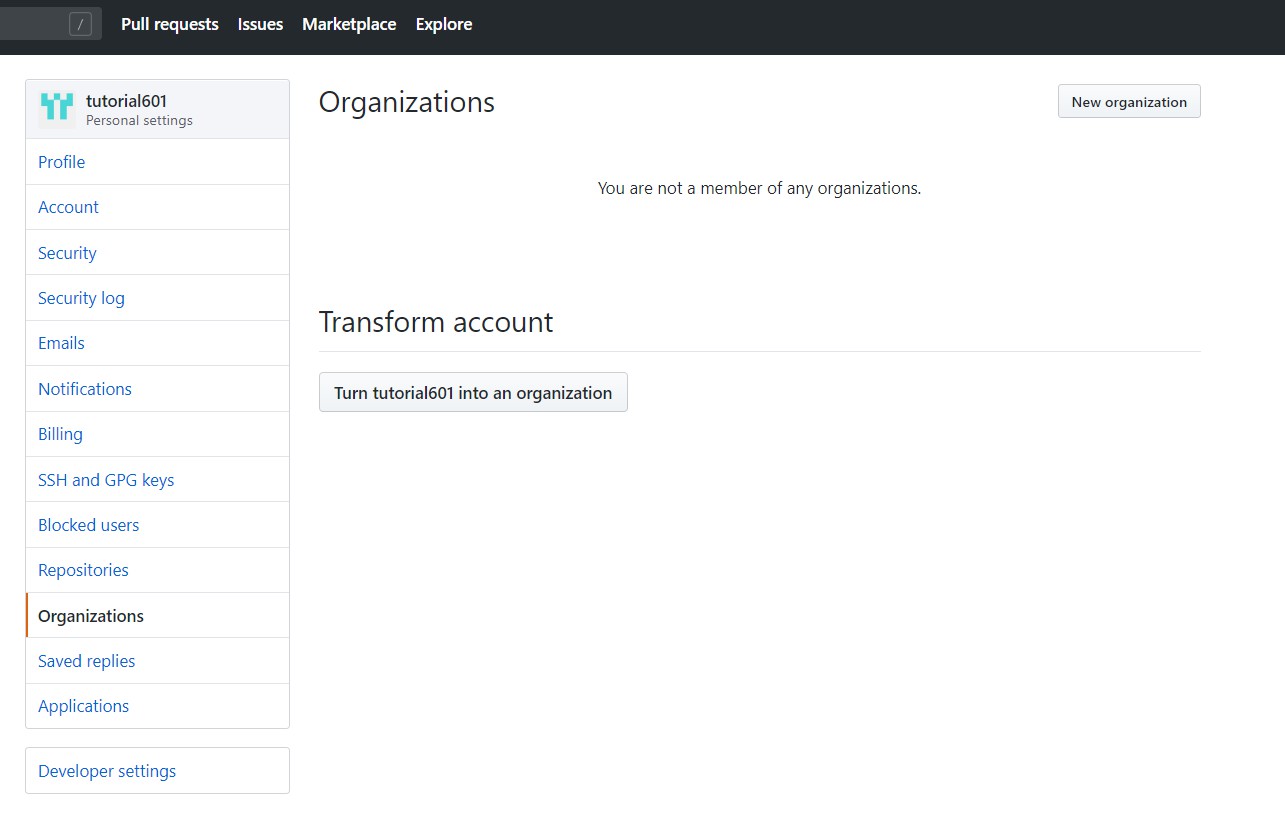 / Pull requests Issues Marketplace Explore
tutorial601
Personal settings
Profile
Account
Security
Security log
Emails
Notifications
Billing
SSH and GPG keys
Blocked users
Repositories
Organizations
Saved replies
Applications
Developer settings
Organizations
New organization
You are not a member of any organizations.
Transform account
Turn tutorial601 into an organization